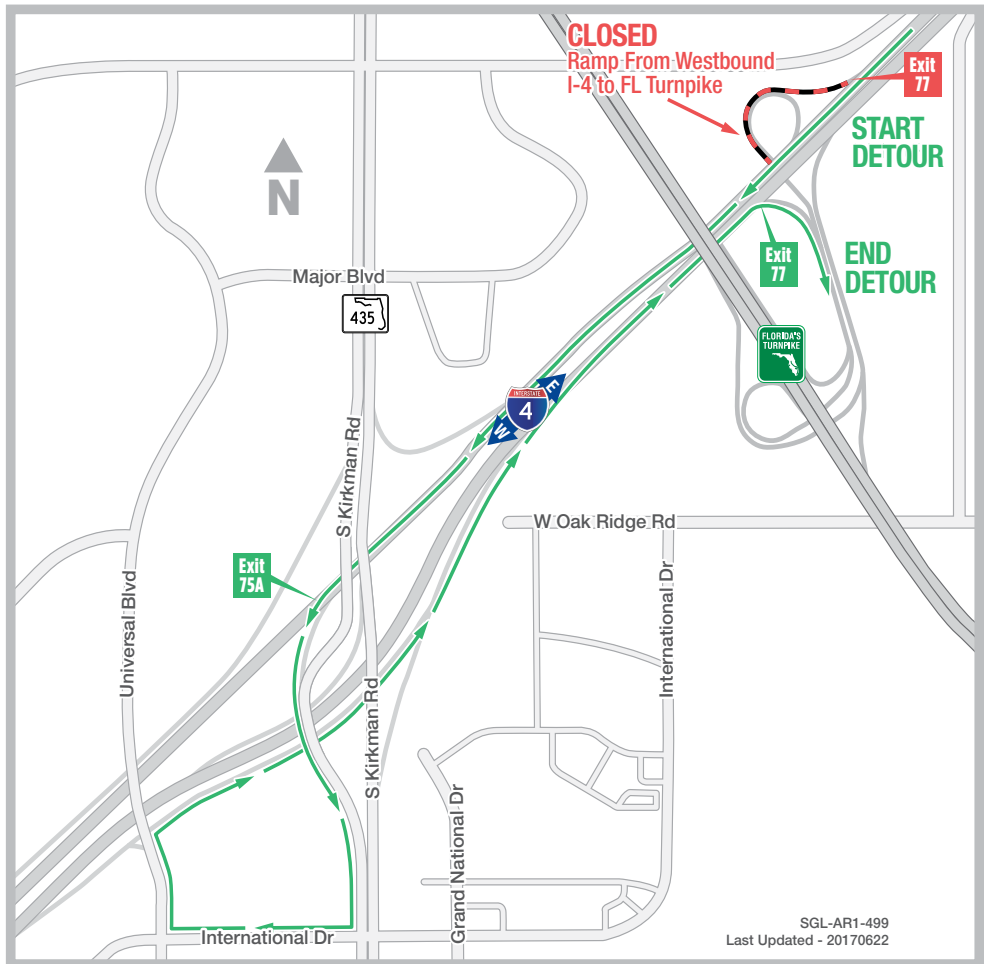 CLOSED
Ramp From Westbound
I-4 to FL Turnpike
Exit
77
START
DETOUR
N
END
DETOUR
Exit
77
Major Blvd
435
FLORIDA'S
TURNPIKE
E
INTERSTATE
4
W
S Kirkman Rd
W Oak Ridge Rd
Exit
75A
Universal Blvd
International Dr
S Kirkman Rd
Grand National Dr
International Dr
SGL-AR1-499
Last Updated - 20170622